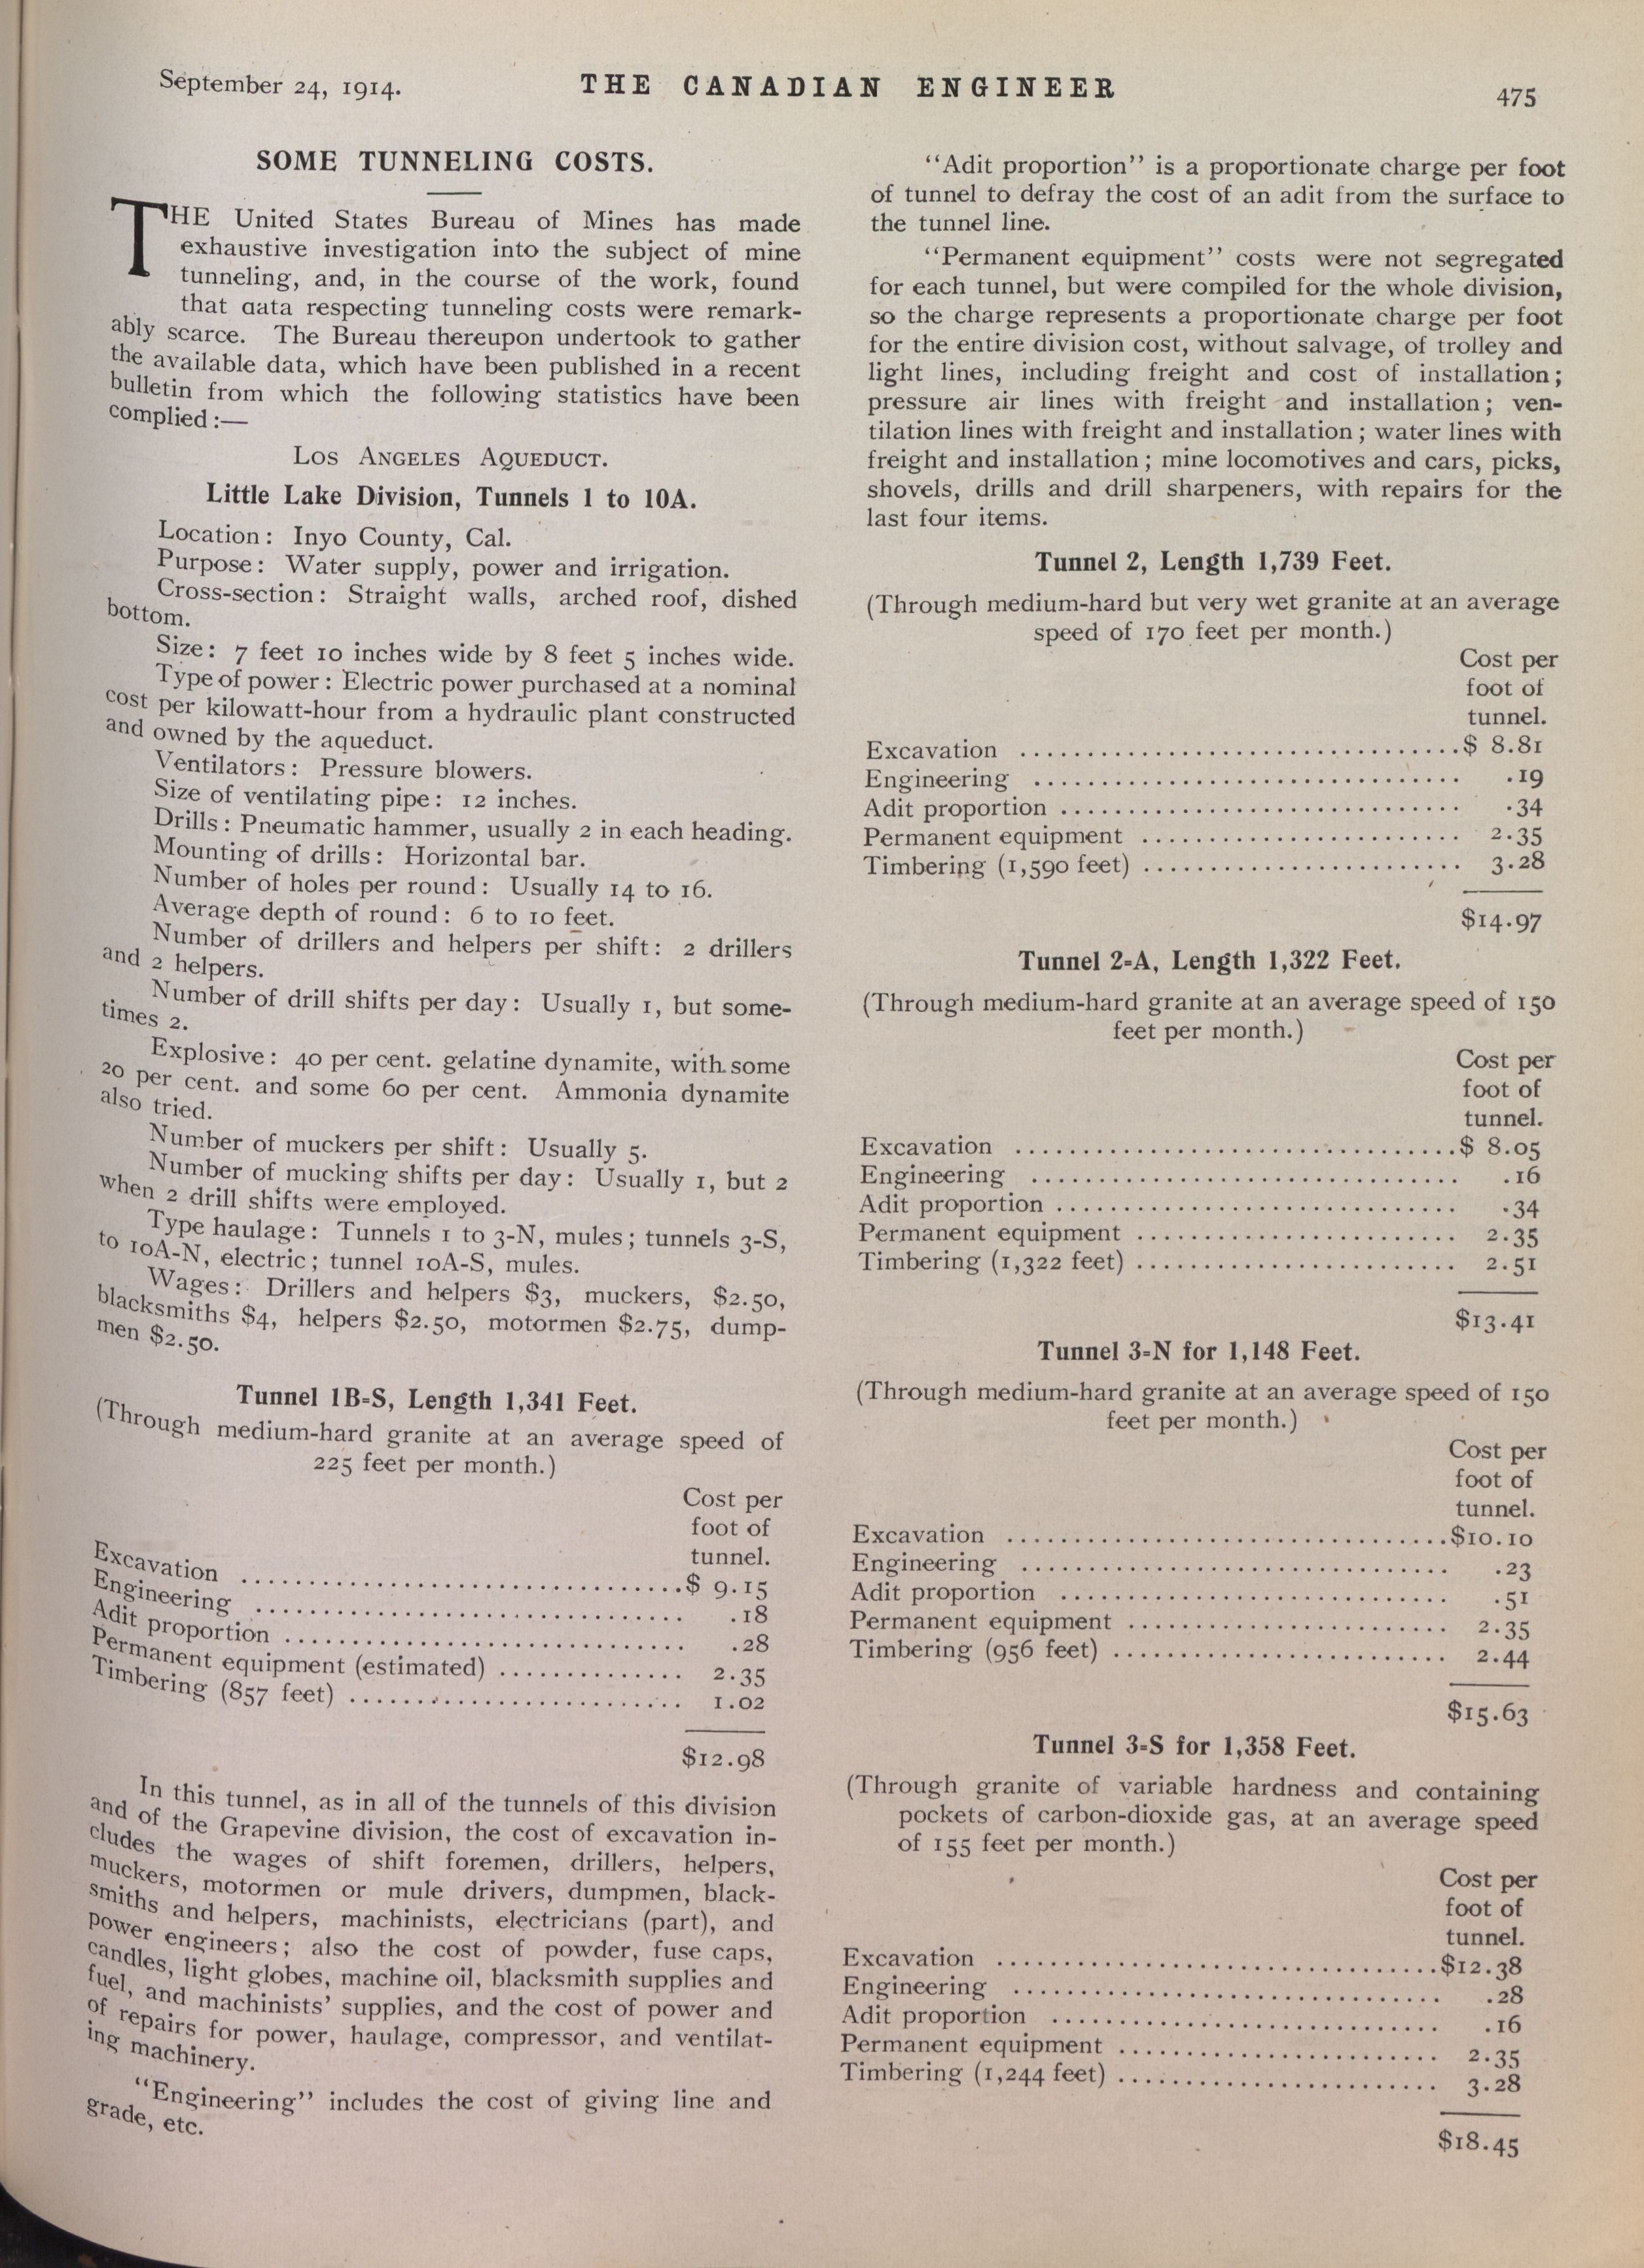 September 24, 1914.
THE CANADIAN ENGINEER
475
SOME TUNNELING COSTS.
THE United States Bureau of Mines has made
exhaustive investigation into the subject of mine
tunneling, and, in the course of the work, found
that data respecting tunneling costs were remark-
ably scarce. The Bureau thereupon undertook to gather
the available data, which have been published in a recent
bulletin from which the following statistics have been
complied:—
LOS ANGELES AQUEDUCT.
Little Lake Division, Tunnels 1 to 10A.
Location: Inyo County, Cal.
Purpose: Water supply, power and irrigation.
Cross-section: Straight walls, arched roof, dished
bottom.
Size: 7 feet 10 inches wide by 8 feet 5 inches wide.
Type of power: Electric power purchased at a nominal
cost per kilowatt-hour from a hydraulic plant constructed
and owned by the aqueduct.
Ventilators: Pressure blowers.
Size of ventilating pipe: 12 inches.
Drills: Pneumatic hammer, usually 2 in each heading.
Mounting of drills: Horizontal bar.
Number of holes per round: Usually 14 to 16.
Average depth of round: 6 to 10 feet.
Number of drillers and helpers per shift: 2 drillers
and 2 helpers.
Number of drill shifts per day: Usually 1, but some-
times 2.
Explosive: 40 per cent. gelatine dynamite, with some
20 per cent. and some 60 per cent. Ammonia dynamite
also tried.
Number of muckers per shift: Usually 5.
Number of mucking shifts per day: Usually 1, but 2
when 2 drill shifts were employed.
Type haulage: Tunnels 1 to 3-N, mules; tunnels 3-S,
to 10A-N, electric; tunnel 10A-S, mules.
Wages: Drillers and helpers $3, muckers, $2.50,
blacksmiths $4, helpers $2.50, motormen $2.75, dump-
men $2.50.
Tunnel 1B-S, Length 1,341 Feet.
(Through medium-hard granite at an average speed of
225 feet per month.)
Cost per
foot of
tunnel.
Excavation ................................$ 9.15
Engineering ................................ .18
Adit proportion .............................. .28
Permanent equipment (estimated) .............. 2.35
Timbering (857 feet) ......................... 1.02
$12.98
In this tunnel, as in all of the tunnels of this division
and of the Grapevine division, the cost of excavation in-
cludes the wages of shift foremen, drillers, helpers,
muckers, motormen or mule drivers, dumpmen, black-
smiths and helpers, machinists, electricians (part), and
power engineers; also the cost of powder, fuse caps,
candles, light globes, machine oil, blacksmith supplies and
fuel, and machinists' supplies, and the cost of power and
of repairs for power, haulage, compressor, and ventilat-
ing machinery.
"Engineering" includes the cost of giving line and
grade, etc.
"Adit proportion" is a proportionate charge per foot
of tunnel to defray the cost of an adit from the surface to
the tunnel line.
"Permanent equipment" costs were not segregated
for each tunnel, but were compiled for the whole division,
so the charge represents a proportionate charge per foot
for the entire division cost, without salvage, of trolley and
light lines, including freight and cost of installation;
pressure air lines with freight and installation; ven-
tilation lines with freight and installation; water lines with
freight and installation; mine locomotives and cars, picks,
shovels, drills and drill sharpeners, with repairs for the
last four items.
Tunnel 2, Length 1,739 Feet.
(Through medium-hard but very wet granite at an average
speed of 170 feet per month.)
Cost per
foot of
tunnel.
Excavation ................................$ 8.81
Engineering ................................ .19
Adit proportion .............................. .34
Permanent equipment ........................ 2.35
Timbering (1,590 feet) ........................ 3.28
$14.97
Tunnel 2-A, Length 1,322 Feet.
(Through medium-hard granite at an average speed of 150
feet per month.)
Cost per
foot of
tunnel.
Excavation ................................$ 8.05
Engineering ................................ .16
Adit proportion .............................. .34
Permanent equipment ........................ 2.35
Timbering (1,322 feet) ........................ 2.51
$13.41
Tunnel 3-N for 1,148 Feet.
(Through medium-hard granite at an average speed of 150
feet per month.)
Cost per
foot of
tunnel.
Excavation ................................$10.10
Engineering ................................ .23
Adit proportion .............................. .51
Permanent equipment ........................ 2.35
Timbering (956 feet) ......................... 2.44
$15.63
Tunnel 3-S for 1,358 Feet.
(Through granite of variable hardness and containing
pockets of carbon-dioxide gas, at an average speed
of 155 feet per month.)
Cost per
foot of
tunnel.
Excavation ................................$12.38
Engineering ................................ .28
Adit proportion .............................. .16
Permanent equipment ........................ 2.35
Timbering (1,244 feet) ........................ 3.28
$18.45